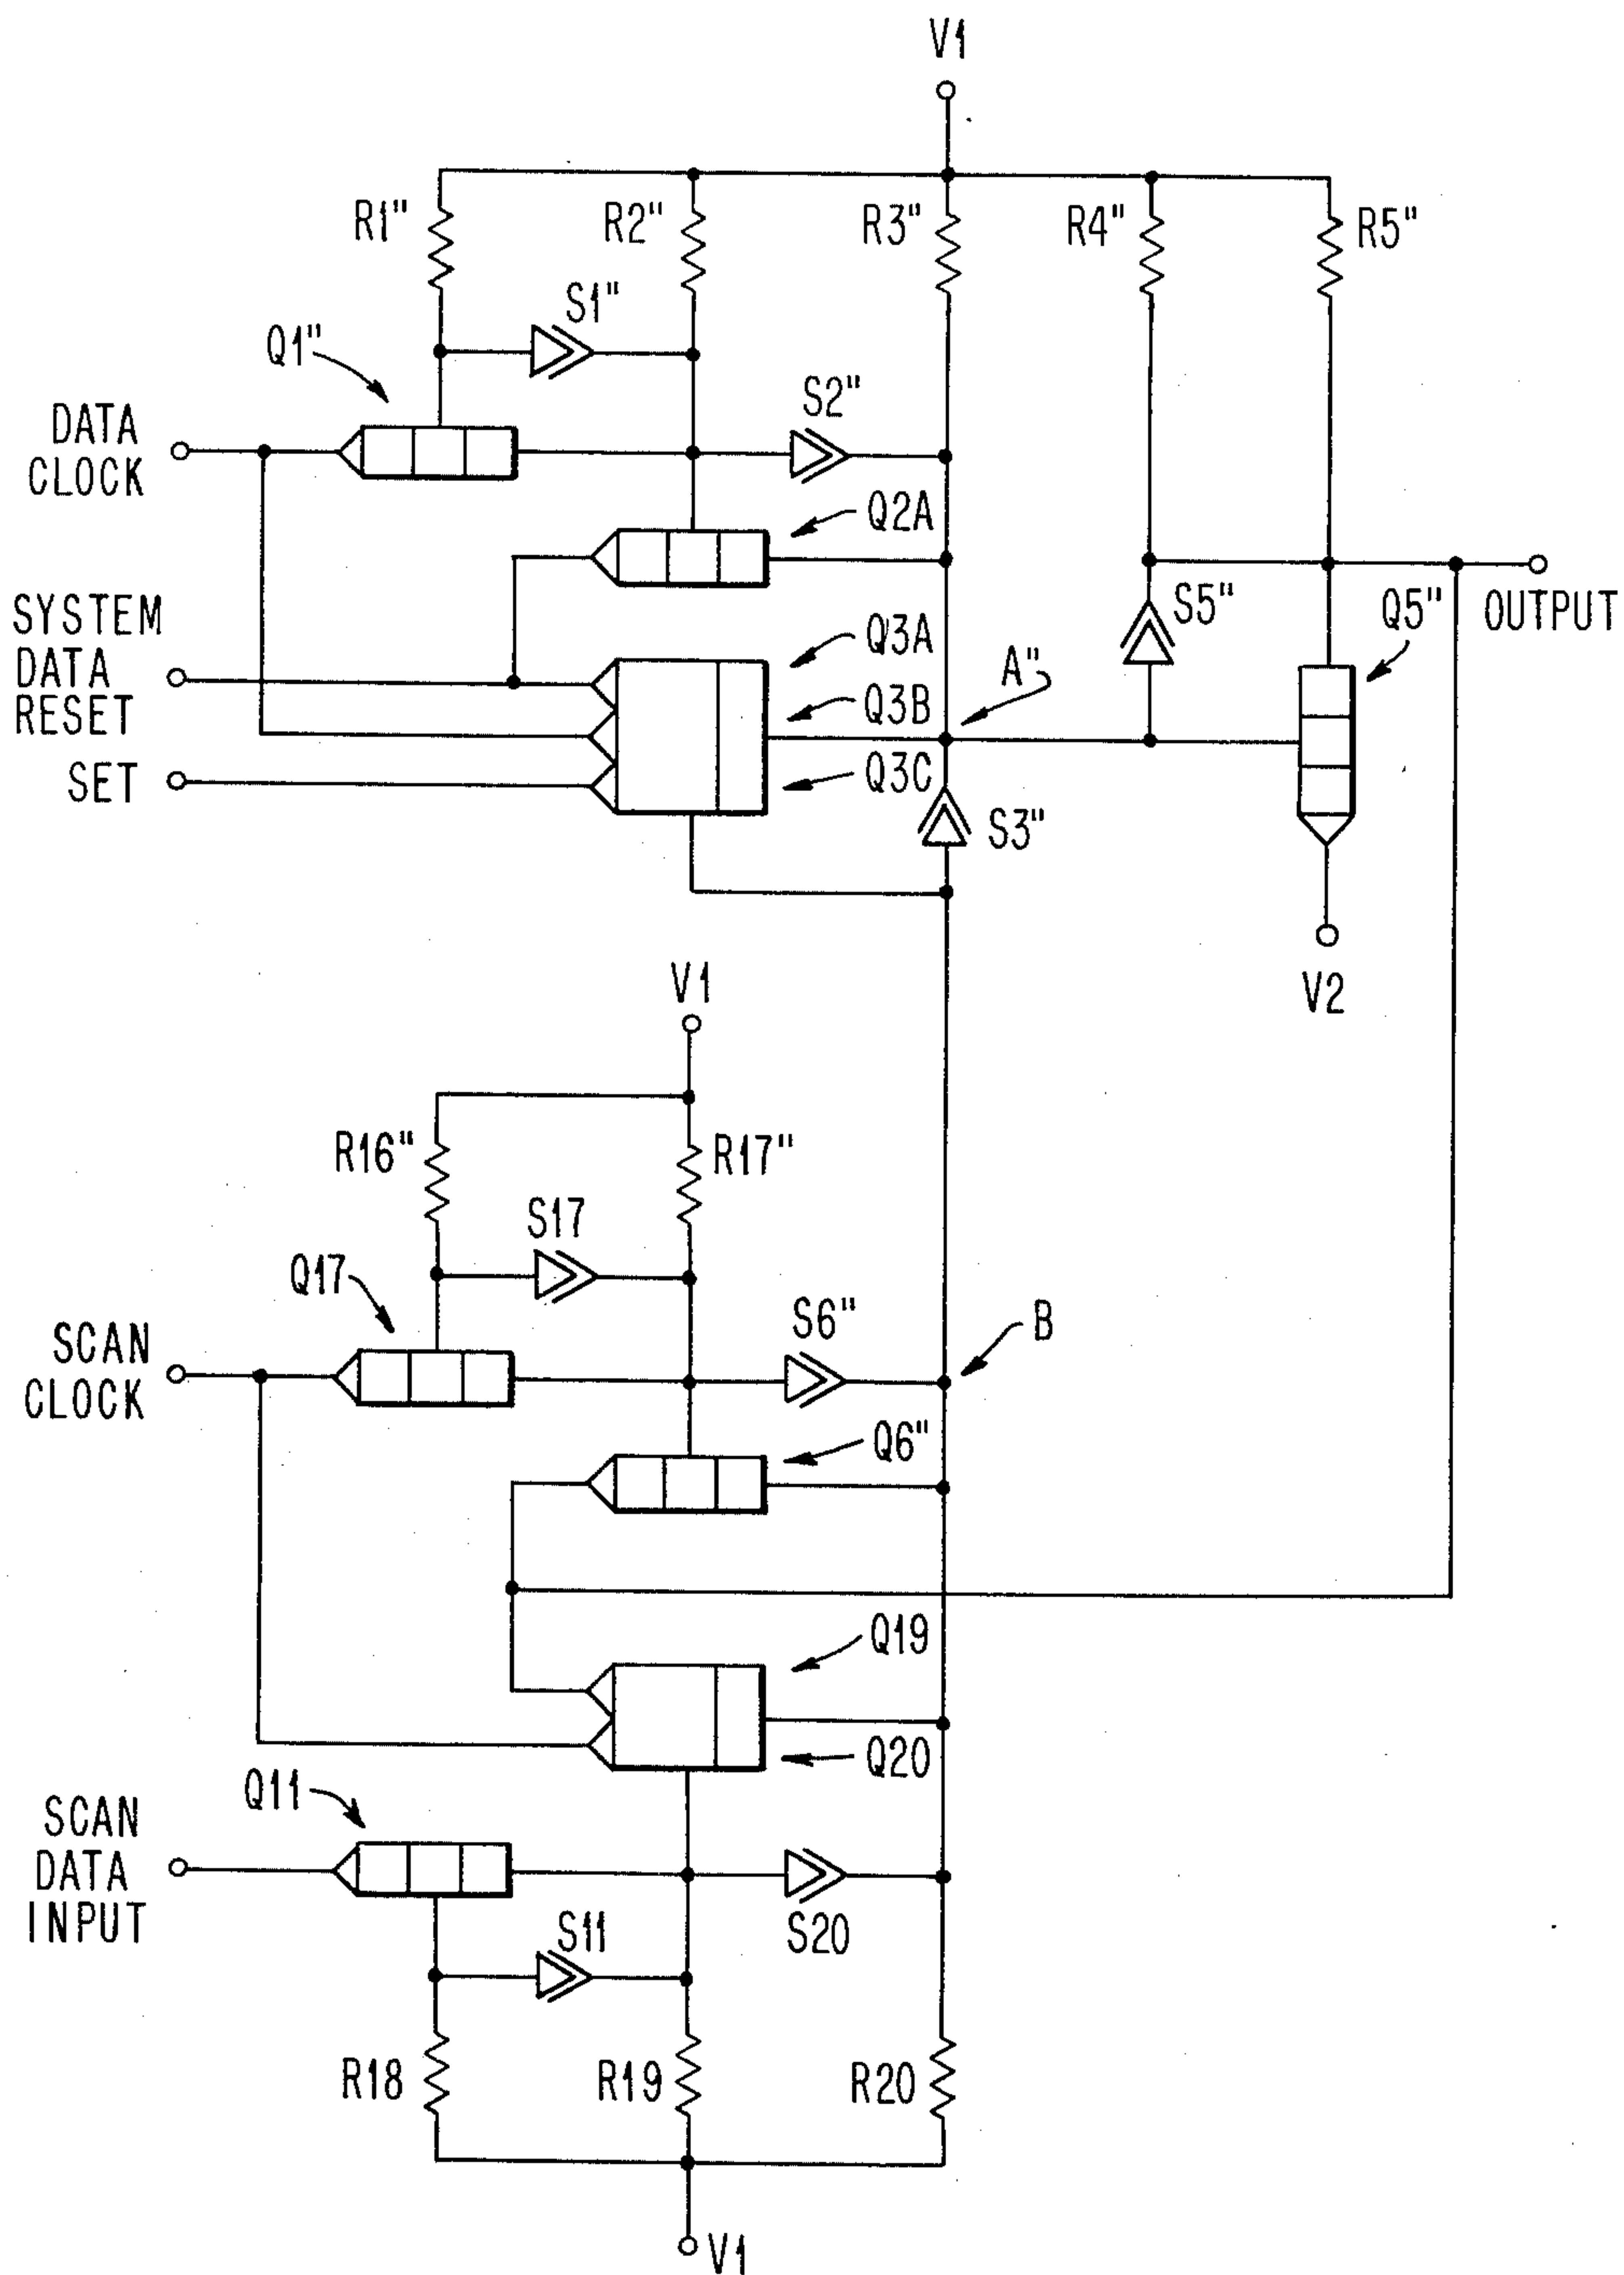 V1
R1"
R2"
R3"
R4"
R5"
S1"
Q1"
S2"
DATA
CLOCK
Q2A
SYSTEM
DATA
RESET
Q3A
S5"
Q5"
OUTPUT
A"
Q3B
SET
Q3C
S3"
V1
V2
R16"
R17"
S17
Q17
S6"
B
SCAN
CLOCK
Q6"
Q19
Q20
Q11
SCAN
DATA
INPUT
S11
S20
R18
R19
R20
V1